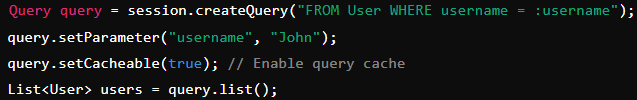 Query query = session.createQuery("FROM User WHERE username = :username");
query.setParameter("username", "John");
query.setCacheable(true); // Enable query cache
List<User> users = query.list();